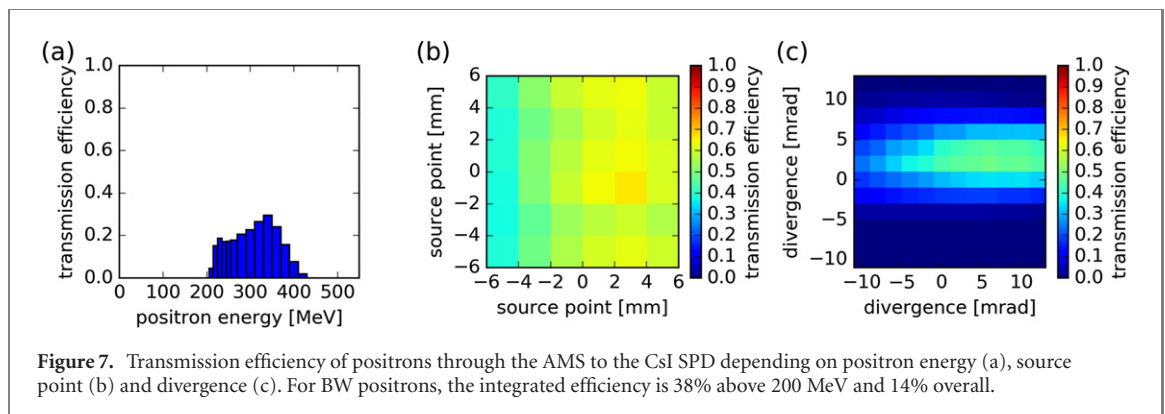 (a)
1.0
0.8
0.6
0.4
0.2
0.0
transmission efficiency
0 100 200 300 400 500
positron energy [MeV]
(b)
6
4
2
0
−2
−4
−6
source point [mm]
−6 −4 −2 0 2 4 6
source point [mm]
1.0
0.9
0.8
0.7
0.6
0.5
0.4
0.3
0.2
0.1
0.0
transmission efficiency
(c)
10
5
0
−5
−10
divergence [mrad]
−10 −5 0 5 10
divergence [mrad]
1.0
0.9
0.8
0.7
0.6
0.5
0.4
0.3
0.2
0.1
0.0
transmission efficiency
Figure 7. Transmission efficiency of positrons through the AMS to the CsI SPD depending on positron energy (a), source
point (b) and divergence (c). For BW positrons, the integrated efficiency is 38% above 200 MeV and 14% overall.